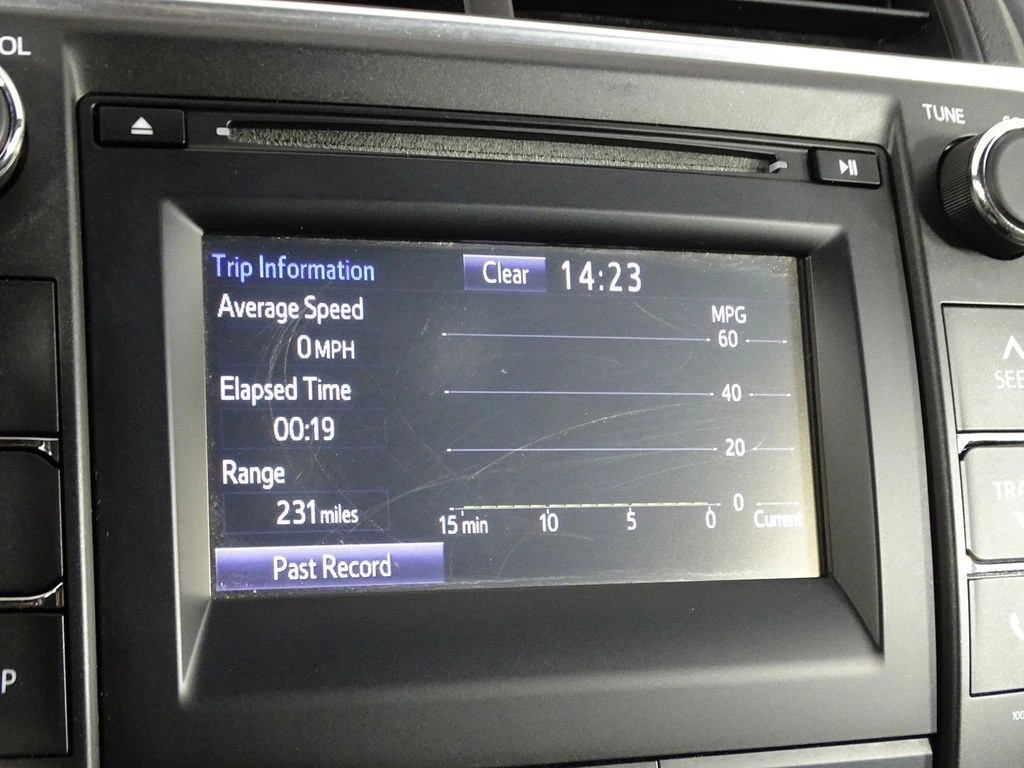 OL
TUNE
Trip Information
Clear
14:23
Average Speed
0 MPH
Elapsed Time
00:19
Range
231 miles
Past Record
MPG
60
40
20
0
15 min 10 5 0 Current
P